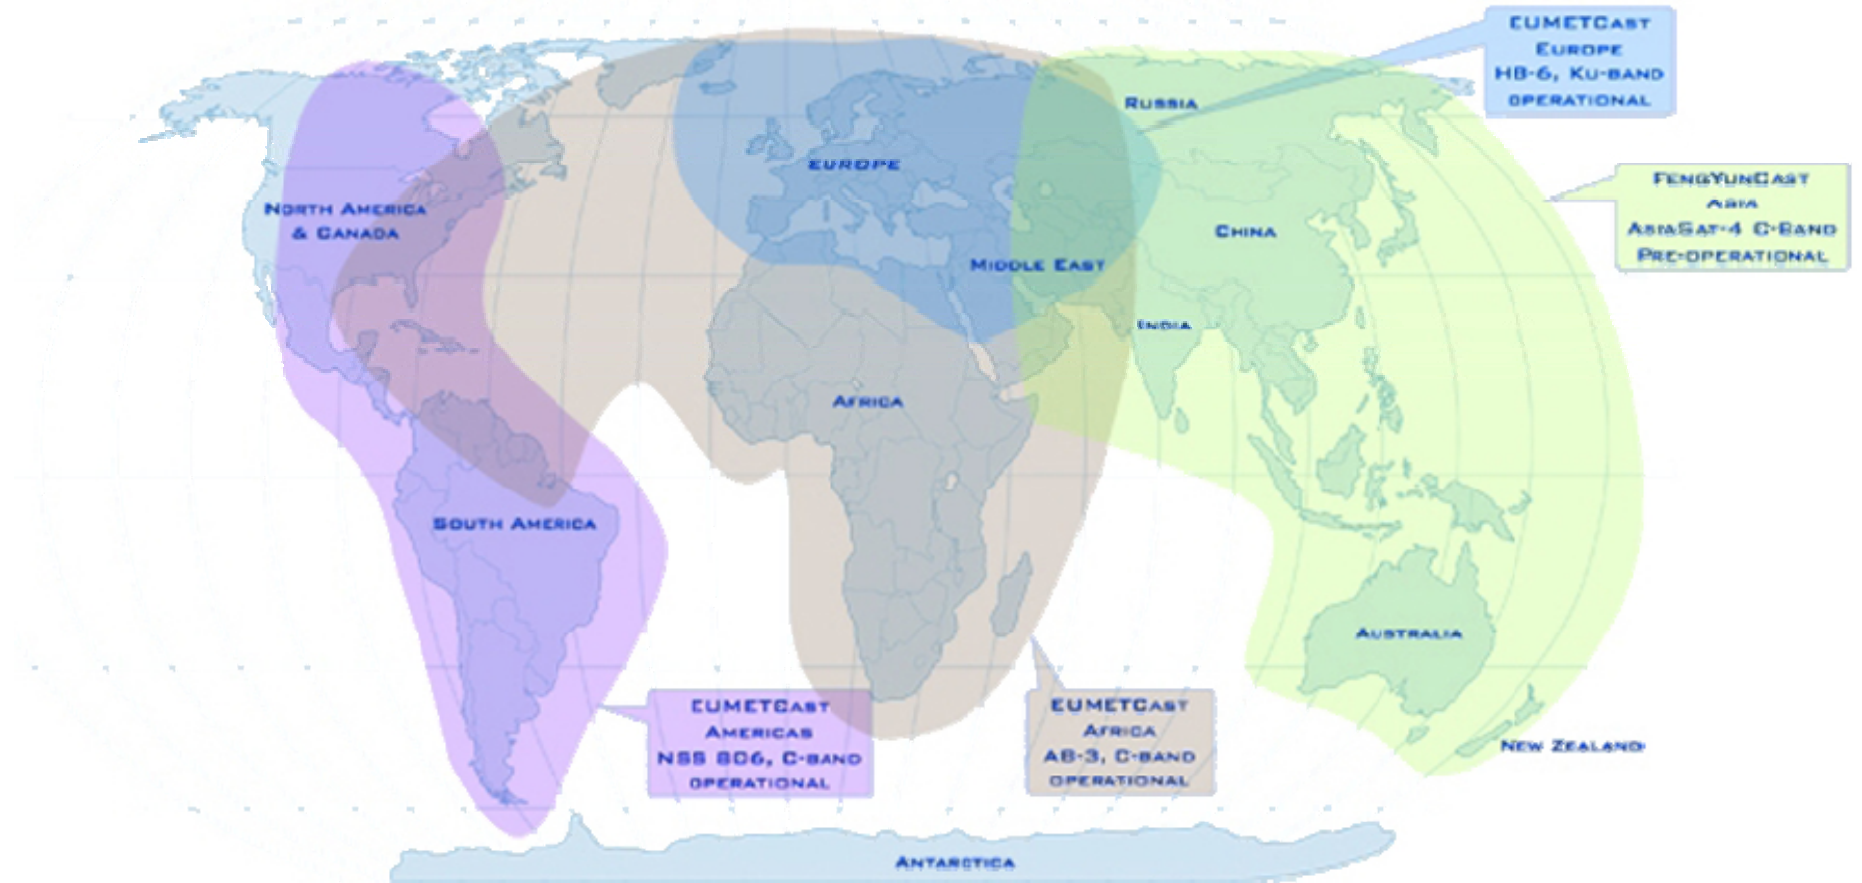 EUMETCAST
EUROPE
HB-6, KU-BAND
OPERATIONAL
RUSSIA
EUROPE
FENGYUNCAST
ASIA
ASIASAT-4 C-BAND
PRE-OPERATIONAL
NORTH AMERICA
& CANADA
CHINA
MIDDLE EAST
INDIA
AFRICA
SOUTH AMERICA
AUSTRALIA
EUMETCAST
AMERICAS
NSS 806, C-BAND
OPERATIONAL
EUMETCAST
AFRICA
AB-3, C-BAND
OPERATIONAL
NEW ZEALAND
ANTARCTICA